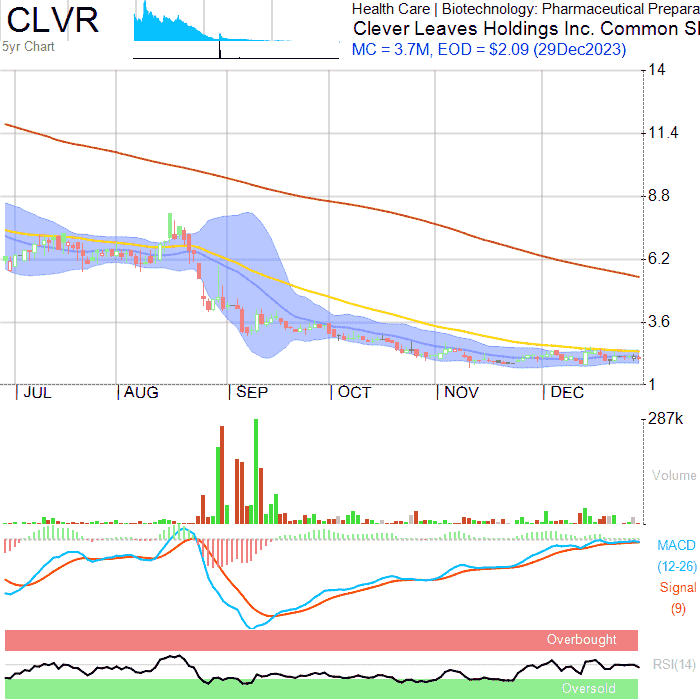 CLVR
5yr Chart
Health Care | Biotechnology: Pharmaceutical Prepara
Clever Leaves Holdings Inc. Common Sl
MC = 3.7M, EOD = $2.09 (29Dec2023)
14
11.4
8.8
6.2
3.6
1
JUL AUG SEP OCT NOV DEC
287k
Volume
MACD
(12-26)
Signal
(9)
Overbought
RSI(14)
Oversold